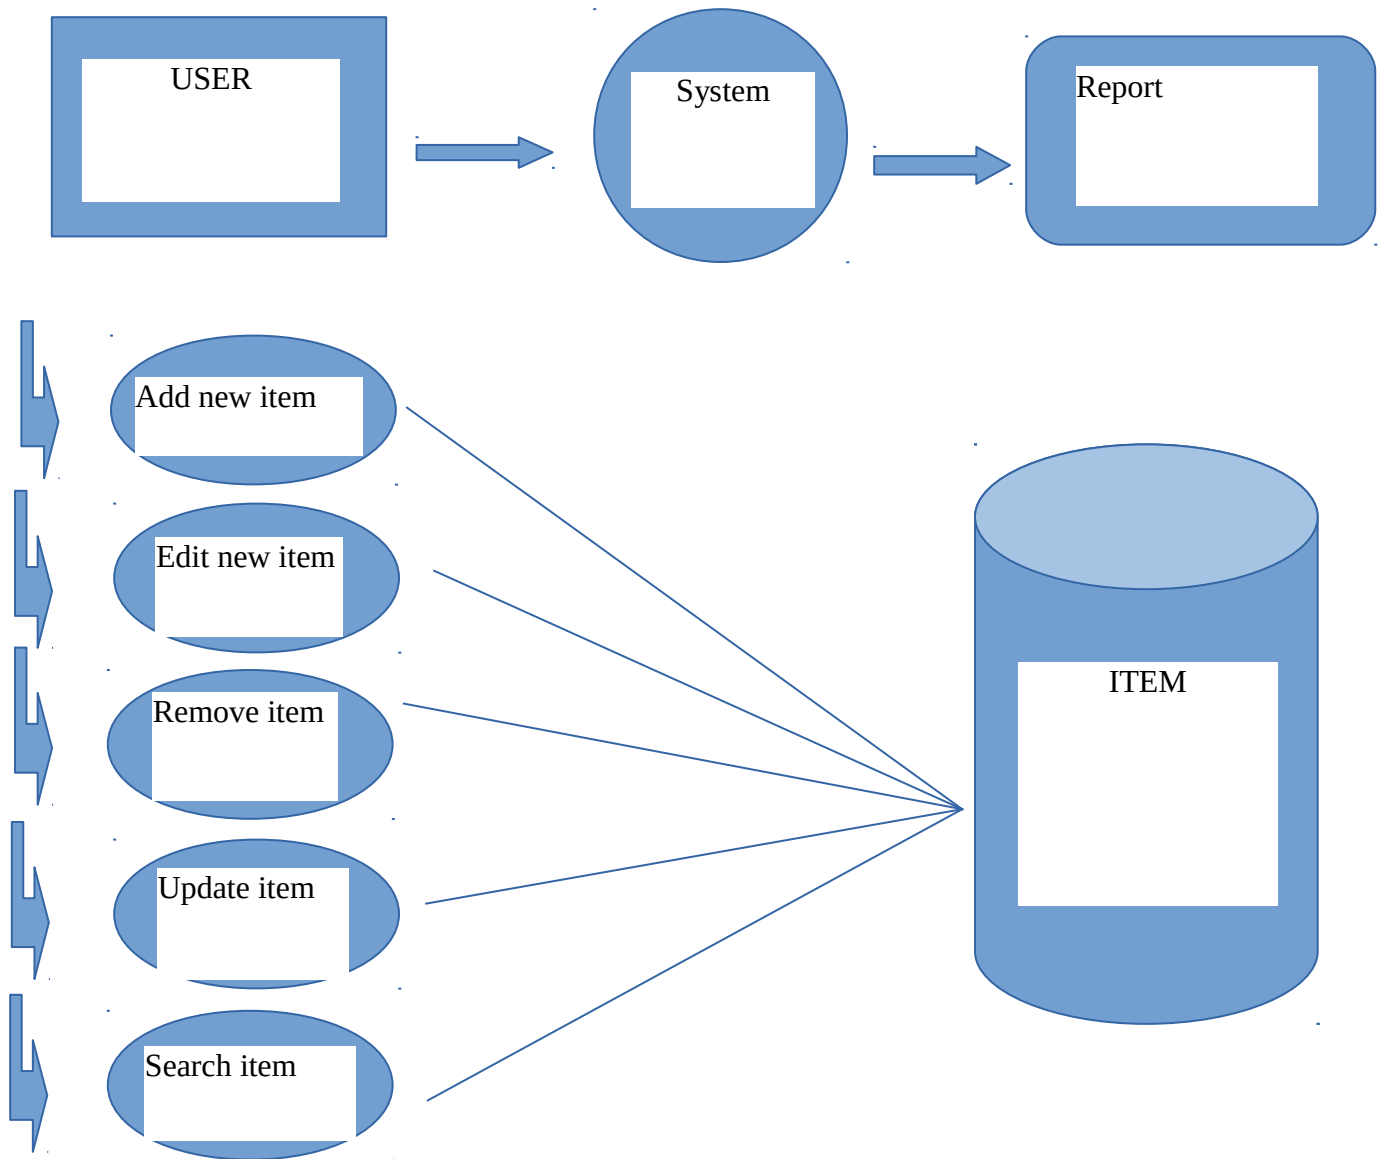 USER
System
Report
Add new item
Edit new item
Remove item
ITEM
Update item
Search item